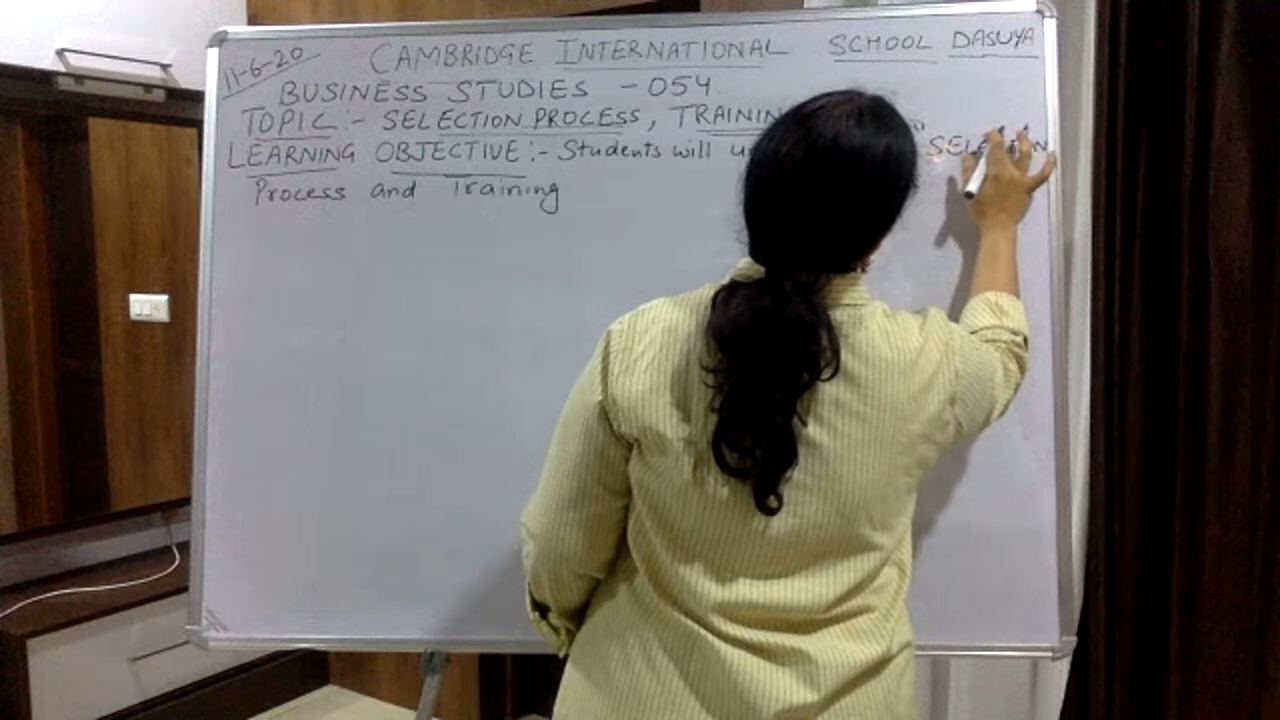 11-6-20
CAMBRIDGE INTERNATIONAL SCHOOL DASUYA
BUSINESS STUDIES - 054
TOPIC :- SELECTION PROCESS, TRAINING
LEARNING OBJECTIVE :- Students will SELECTION
Process and Training